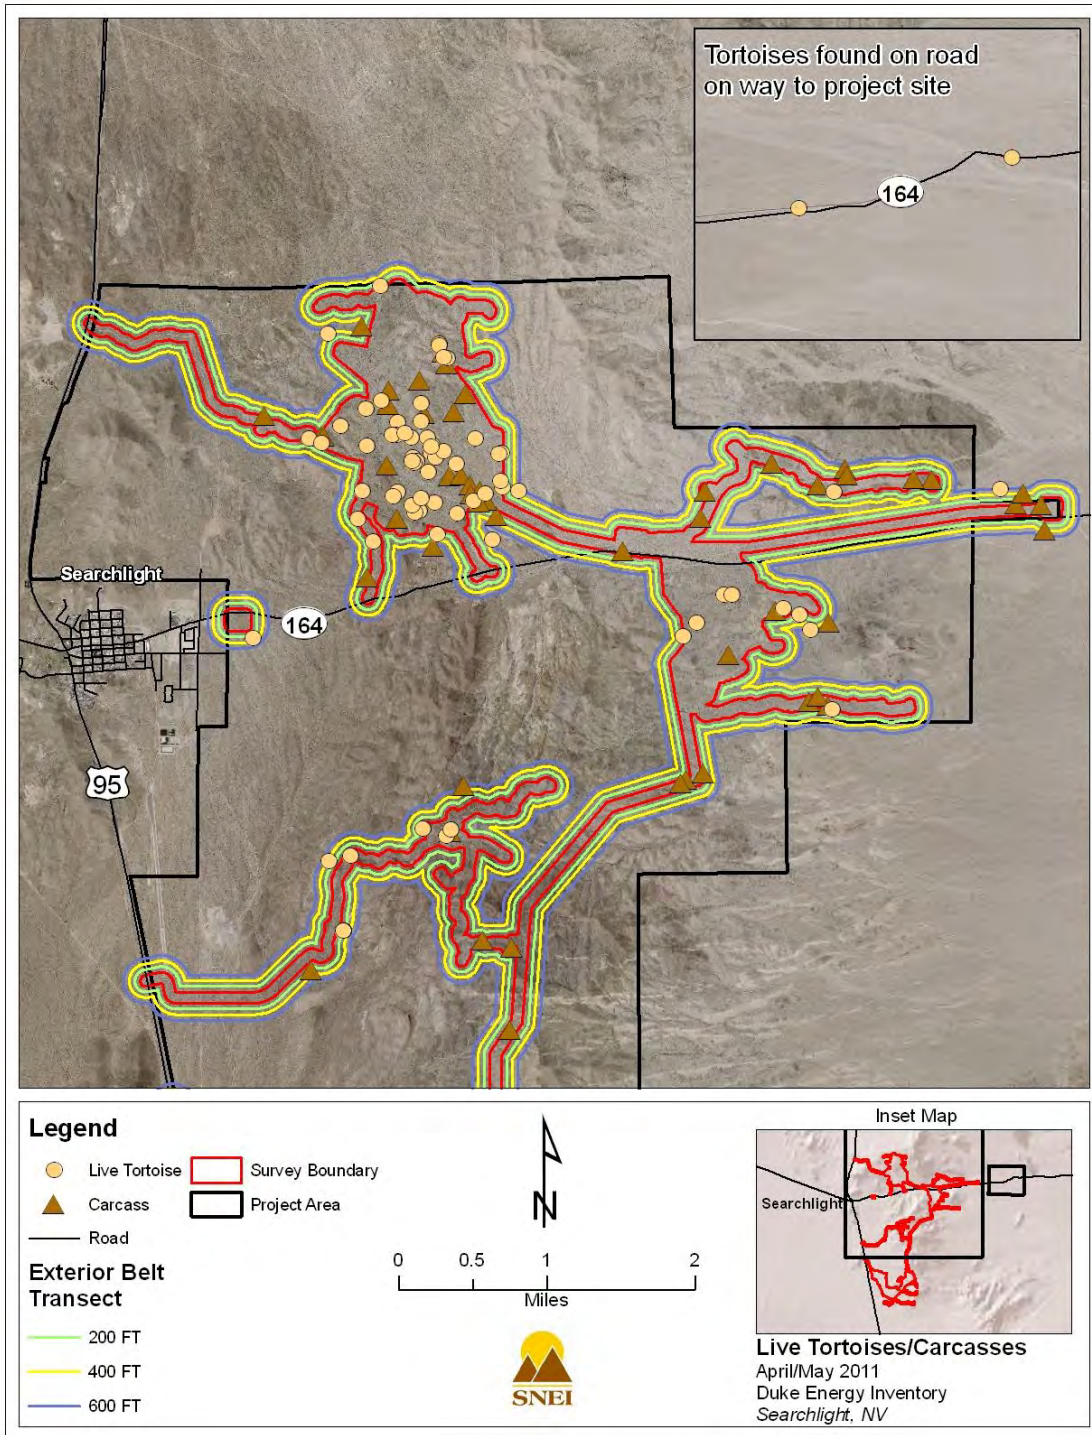 Tortoises found on road
on way to project site
164
Searchlight
164
95
Legend
Live Tortoise
Survey Boundary
Carcass
Project Area
Road
Exterior Belt
Transect
200 FT
400 FT
600 FT
N
0 0.5 1 2
Miles
SNEI
Inset Map
Searchlight
Live Tortoises/Carcasses
April/May 2011
Duke Energy Inventory
Searchlight, NV